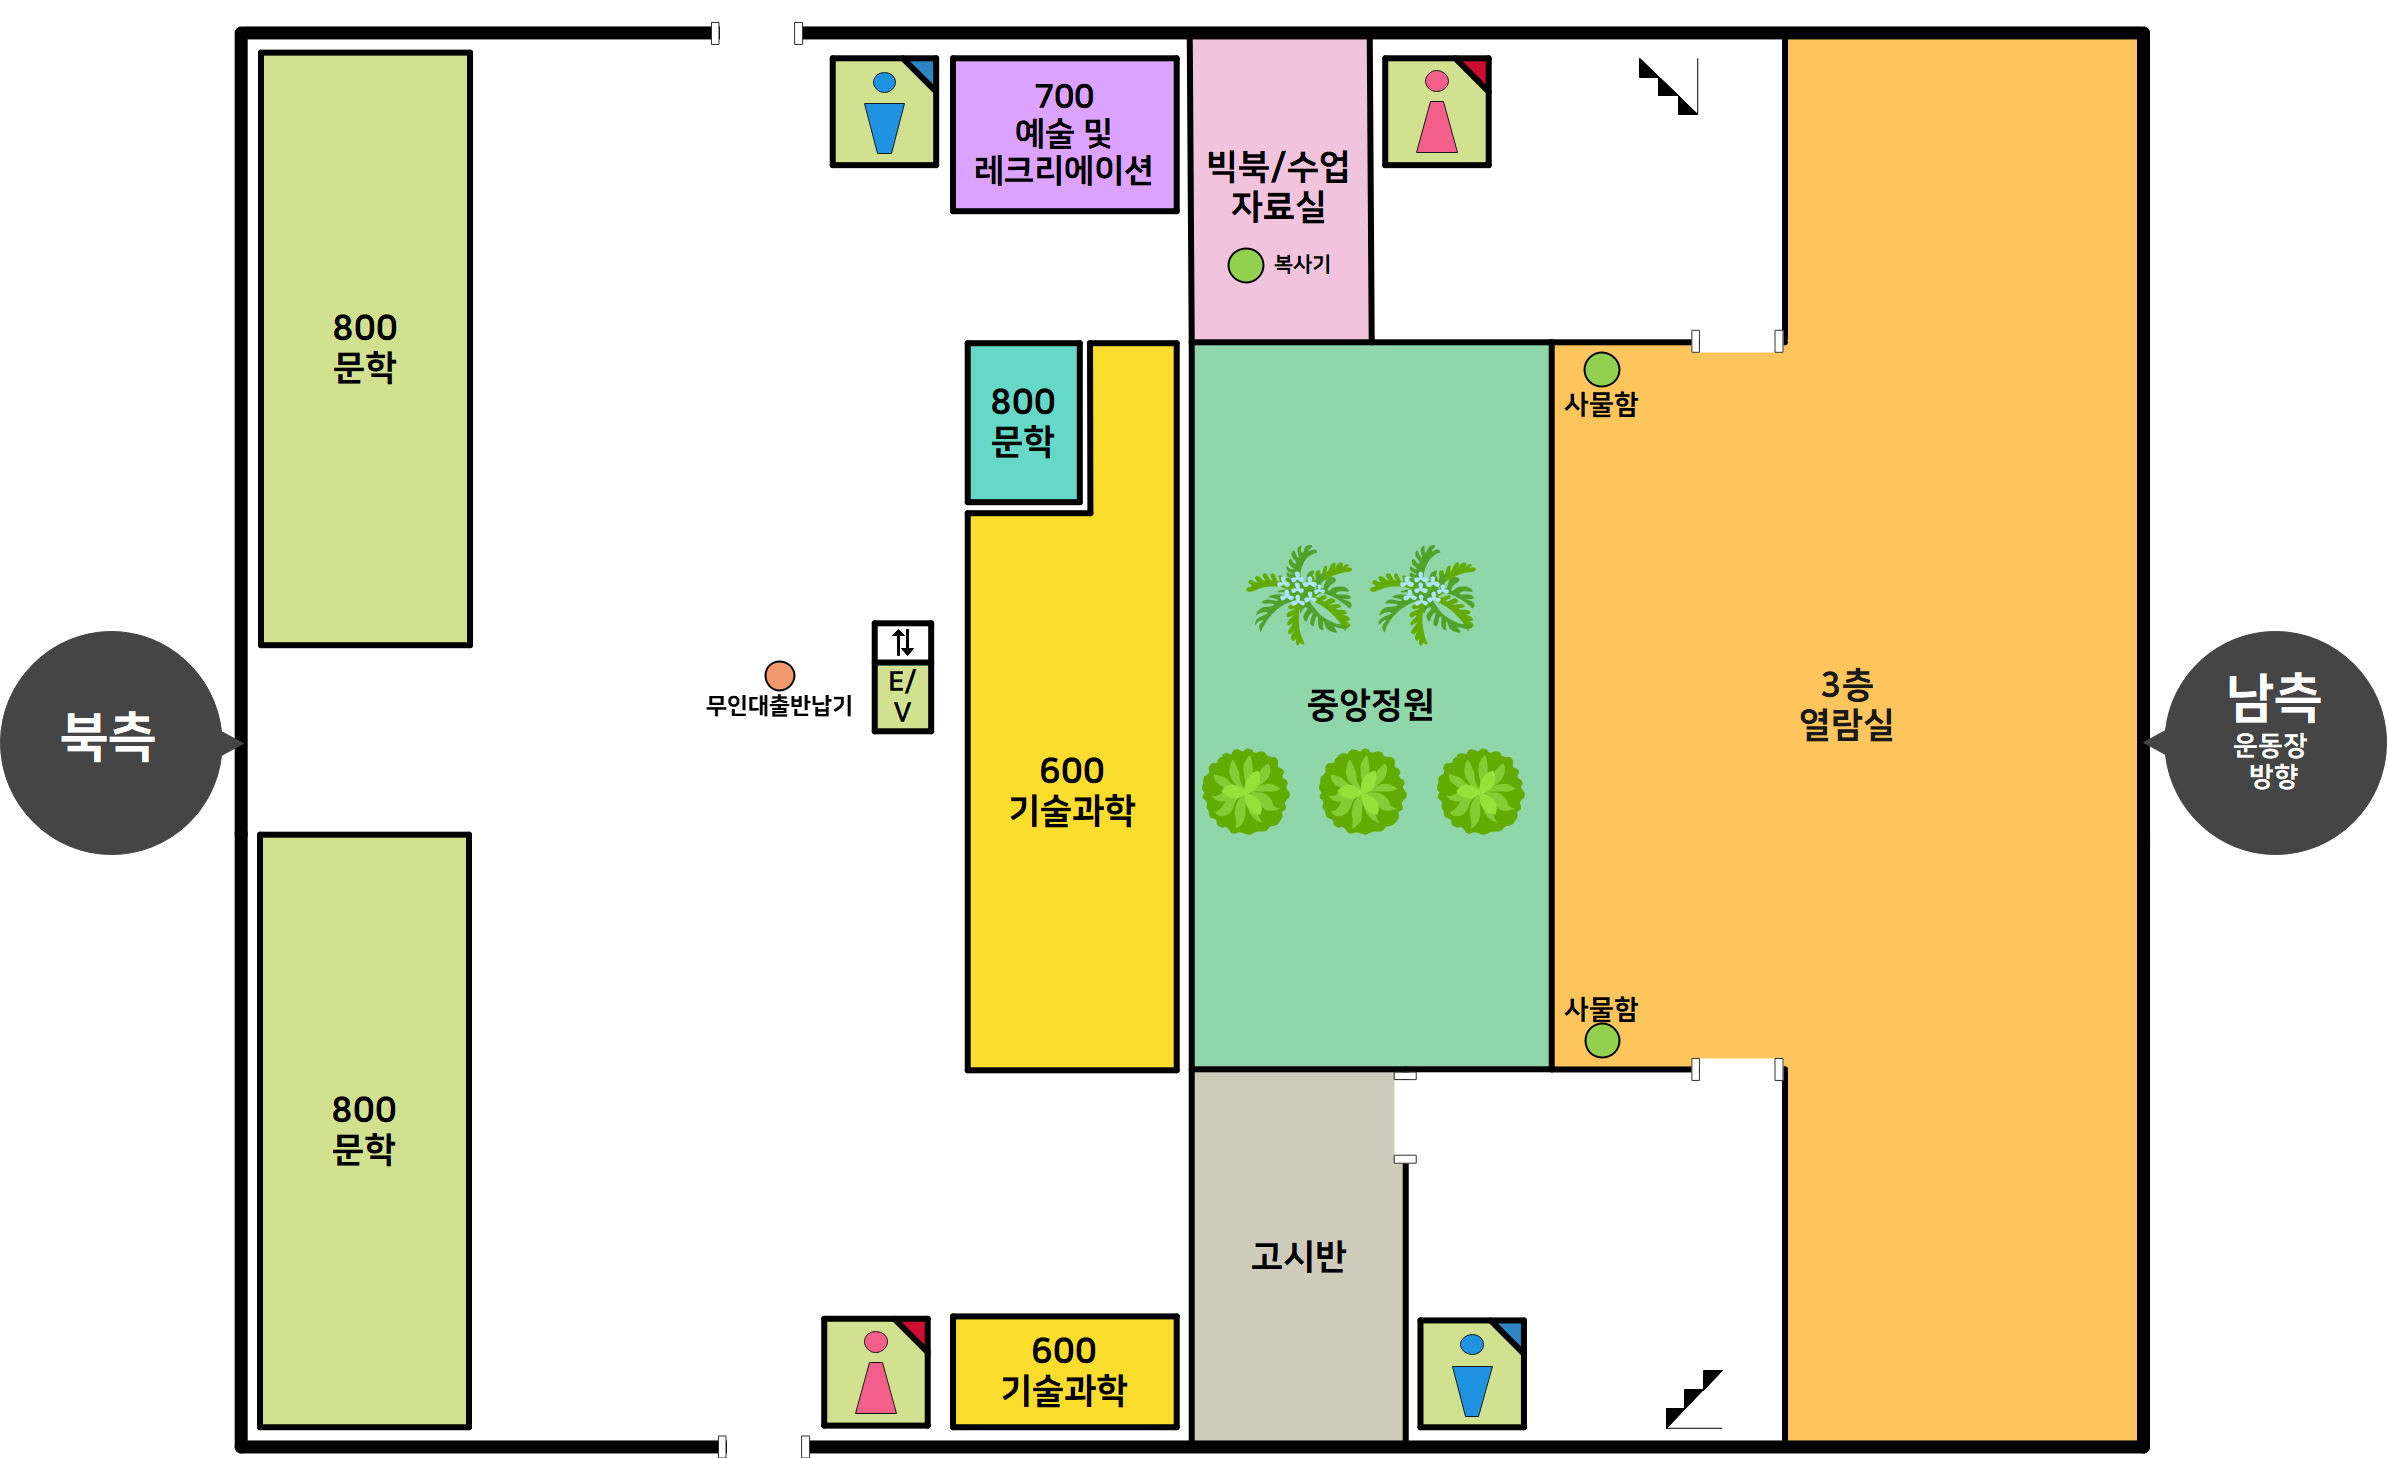 700
예술 및
레크리에이션
빅북/수업
자료실
복사기
800
문학
800
문학
사물함
북측
무인대출반납기
E/
V
600
기술과학
중앙정원
3층
열람실
남측
운동장
방향
사물함
800
문학
고시반
600
기술과학